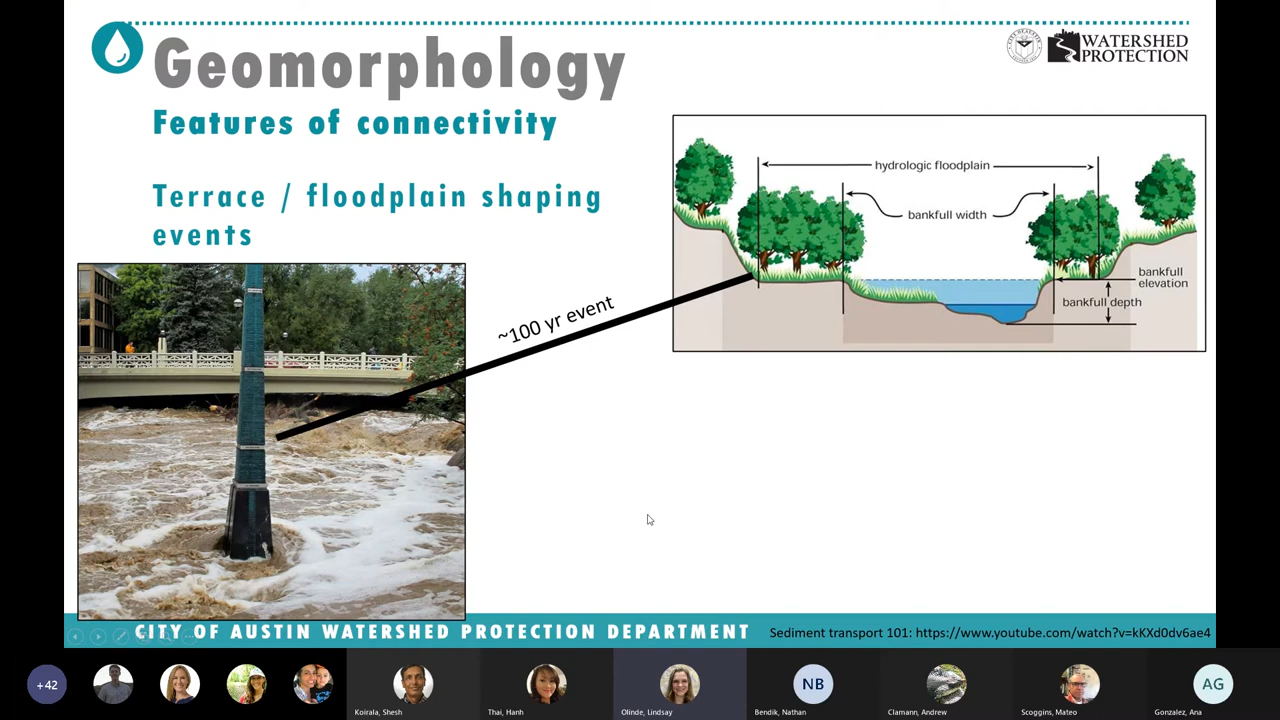 Geomorphology
Features of connectivity
Terrace / floodplain shaping
events
WATERSHED
PROTECTION
hydrologic floodplain
bankfull width
bankfull
elevation
bankfull depth
~100 yr event
CITY OF AUSTIN WATERSHED PROTECTION DEPARTMENT
Sediment transport 101: https://www.youtube.com/watch?v=kKXd0dv6ae4
+42
NB
AG
Koirala, Shesh
Thai, Hanh
Olinde, Lindsay
Bendik, Nathan
Clamann, Andrew
Scoggins, Mateo
Gonzalez, Ana